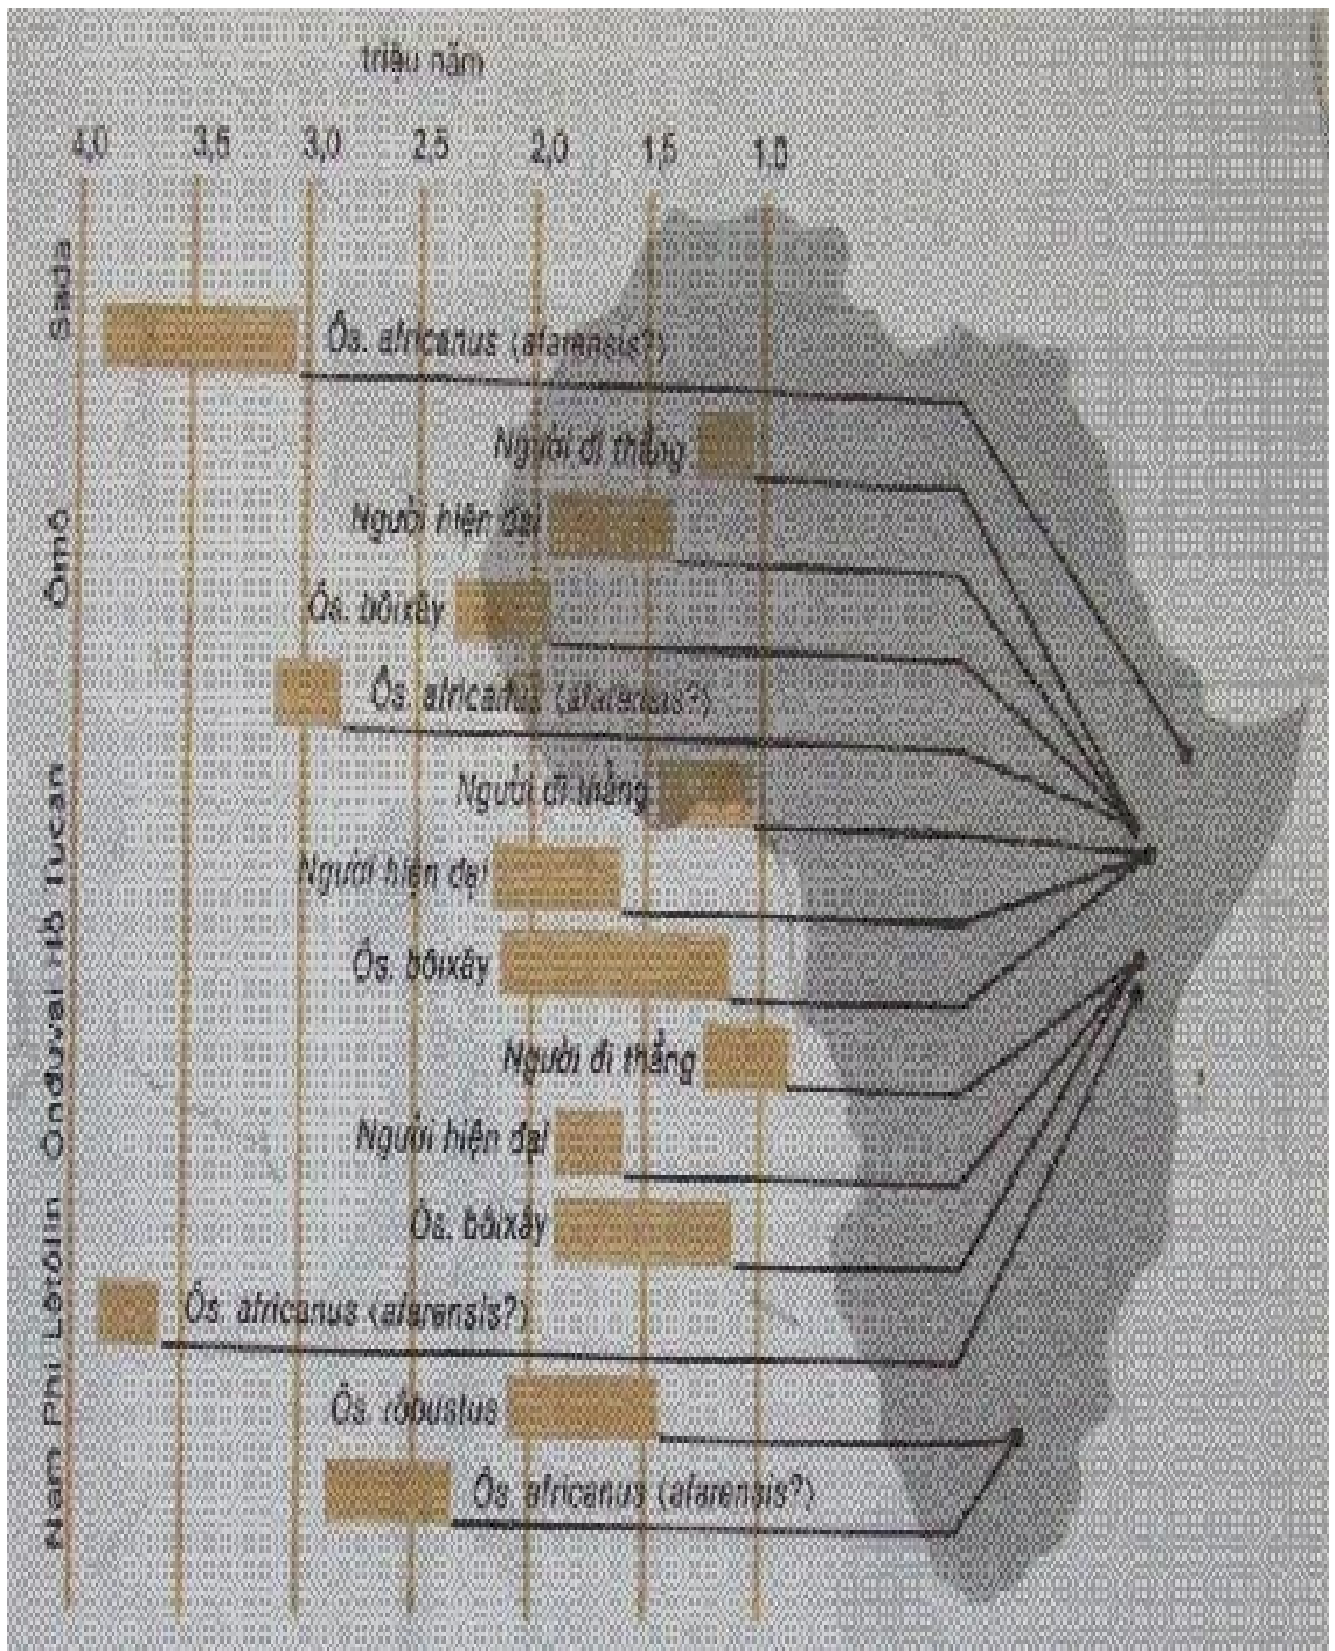 triệu năm
4,0 3,5 3,0 2,5 2,0 1,5 1,0
Sada
Ôs. africanus (afarensis?)
Người đi thẳng
Ômô
Người hiện đại
Ôs. bôixây
Ôs. africanus (afarensis?)
Hồ Tucan
Người đi thẳng
Người hiện đại
Ôs. bôixây
Onduvai
Người đi thẳng
Người hiện đại
Ôs. bôixây
Lêtôlin
Ôs. africanus (afarensis?)
Nam Phi
Ôs. rôbustus
Ôs africanus (afarensis?)